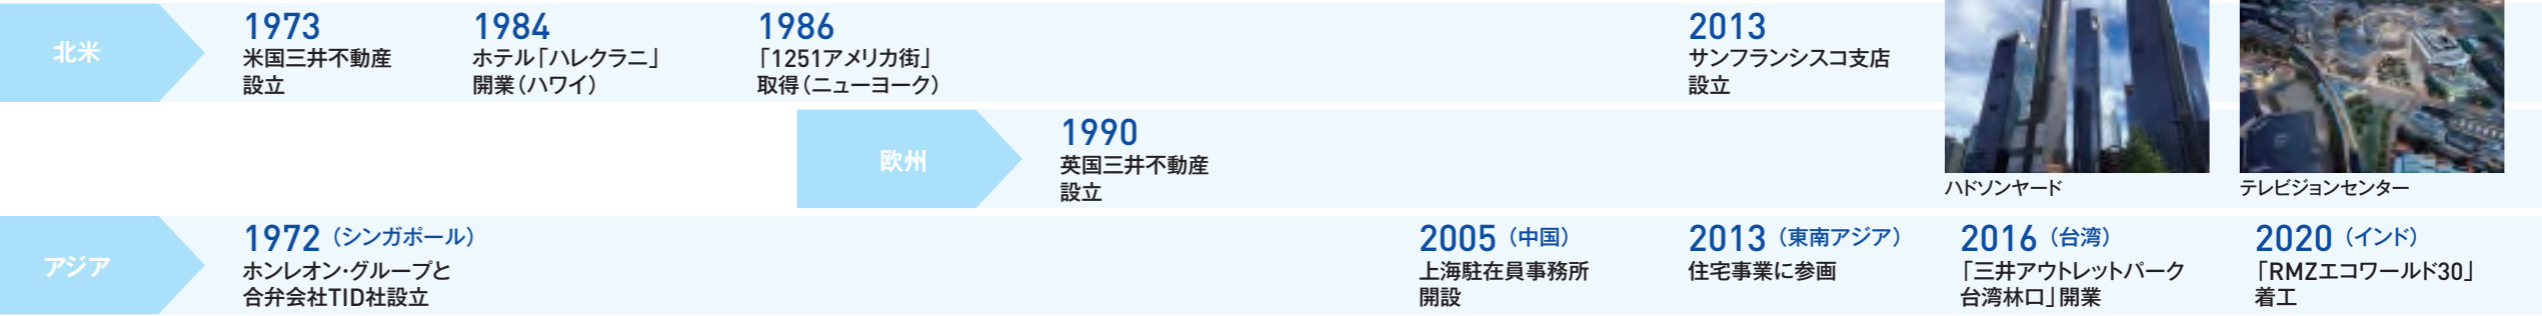 北米
1973
米国三井不動産
設立
1984
ホテル「ハレクラニ」
開業（ハワイ）
1986
「1251アメリカ街」
取得（ニューヨーク）
2013
サンフランシスコ支店
設立
欧州
1990
英国三井不動産
設立
ハドソンヤード
テレビジョンセンター
アジア
1972（シンガポール）
ホンレオン・グループと
合弁会社TID社設立
2005（中国）
上海駐在員事務所
開設
2013（東南アジア）
住宅事業に参画
2016（台湾）
「三井アウトレットパーク
台湾林口」開業
2020（インド）
「RMZエコワールド30」
着工